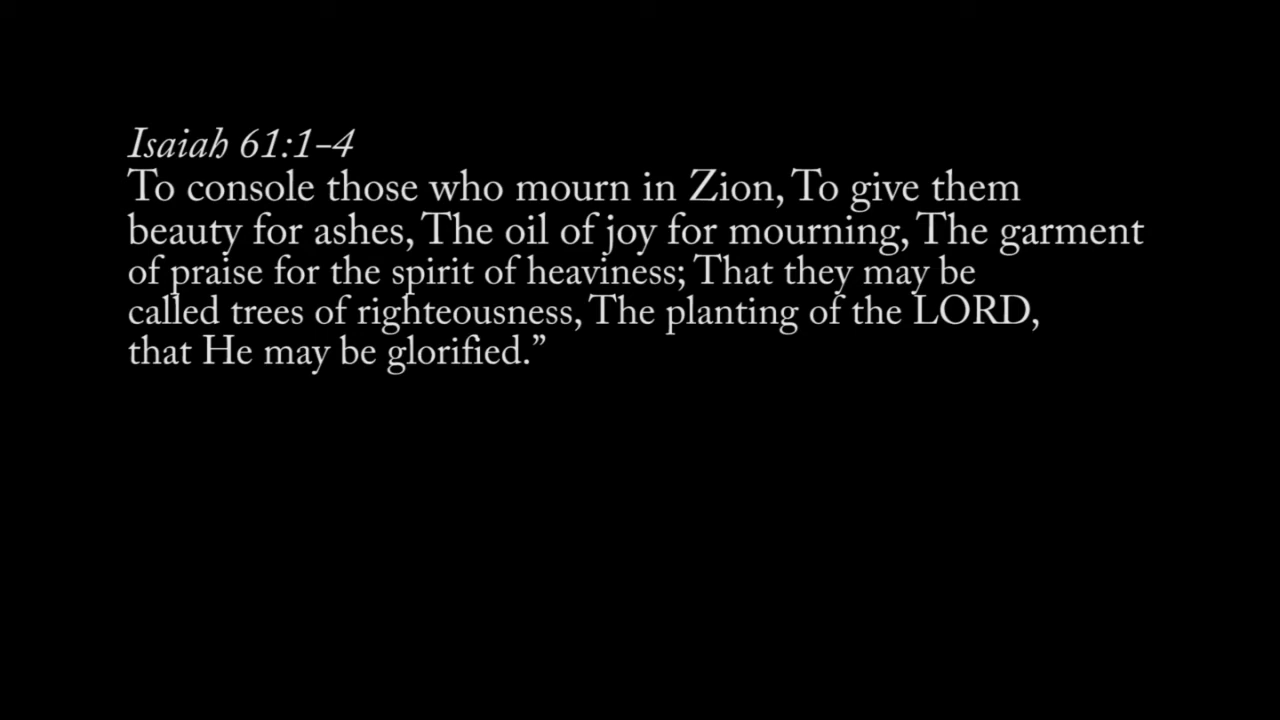 Isaiah 61:1-4
To console those who mourn in Zion, To give them
beauty for ashes, The oil of joy for mourning, The garment
of praise for the spirit of heaviness; That they may be
called trees of righteousness, The planting of the LORD,
that He may be glorified.”